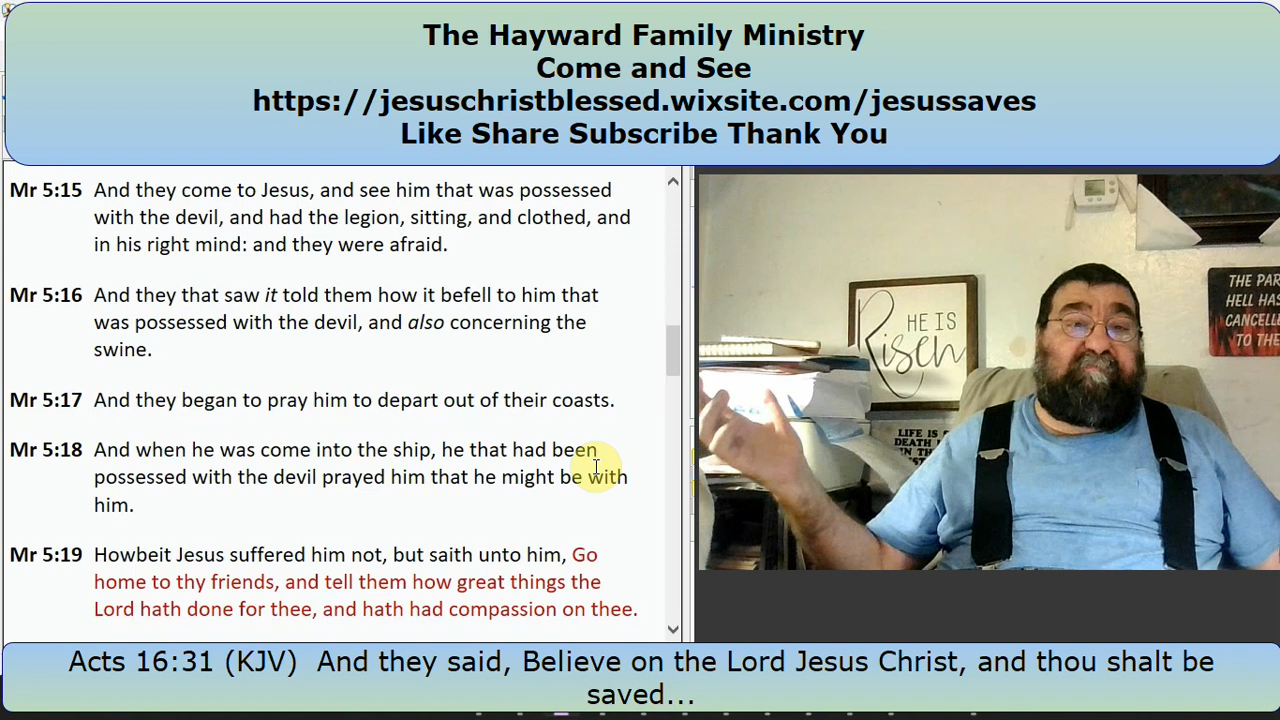 The Hayward Family Ministry
Come and See
https://jesuschristblessed.wixsite.com/jesussaves
Like Share Subscribe Thank You
Mr 5:15 And they come to Jesus, and see him that was possessed
with the devil, and had the legion, sitting, and clothed, and
in his right mind: and they were afraid.
Mr 5:16 And they that saw it told them how it befell to him that
was possessed with the devil, and also concerning the
swine.
Mr 5:17 And they began to pray him to depart out of their coasts.
Mr 5:18 And when he was come into the ship, he that had been
possessed with the devil prayed him that he might be with
him.
Mr 5:19 Howbeit Jesus suffered him not, but saith unto him, Go
home to thy friends, and tell them how great things the
Lord hath done for thee, and hath had compassion on thee.
HE IS
Risen
THE PAR
HELL HAS
CANCELLE
TO THE
LIFE IS
DEATH
IN TH
Acts 16:31 (KJV) And they said, Believe on the Lord Jesus Christ, and thou shalt be
saved...